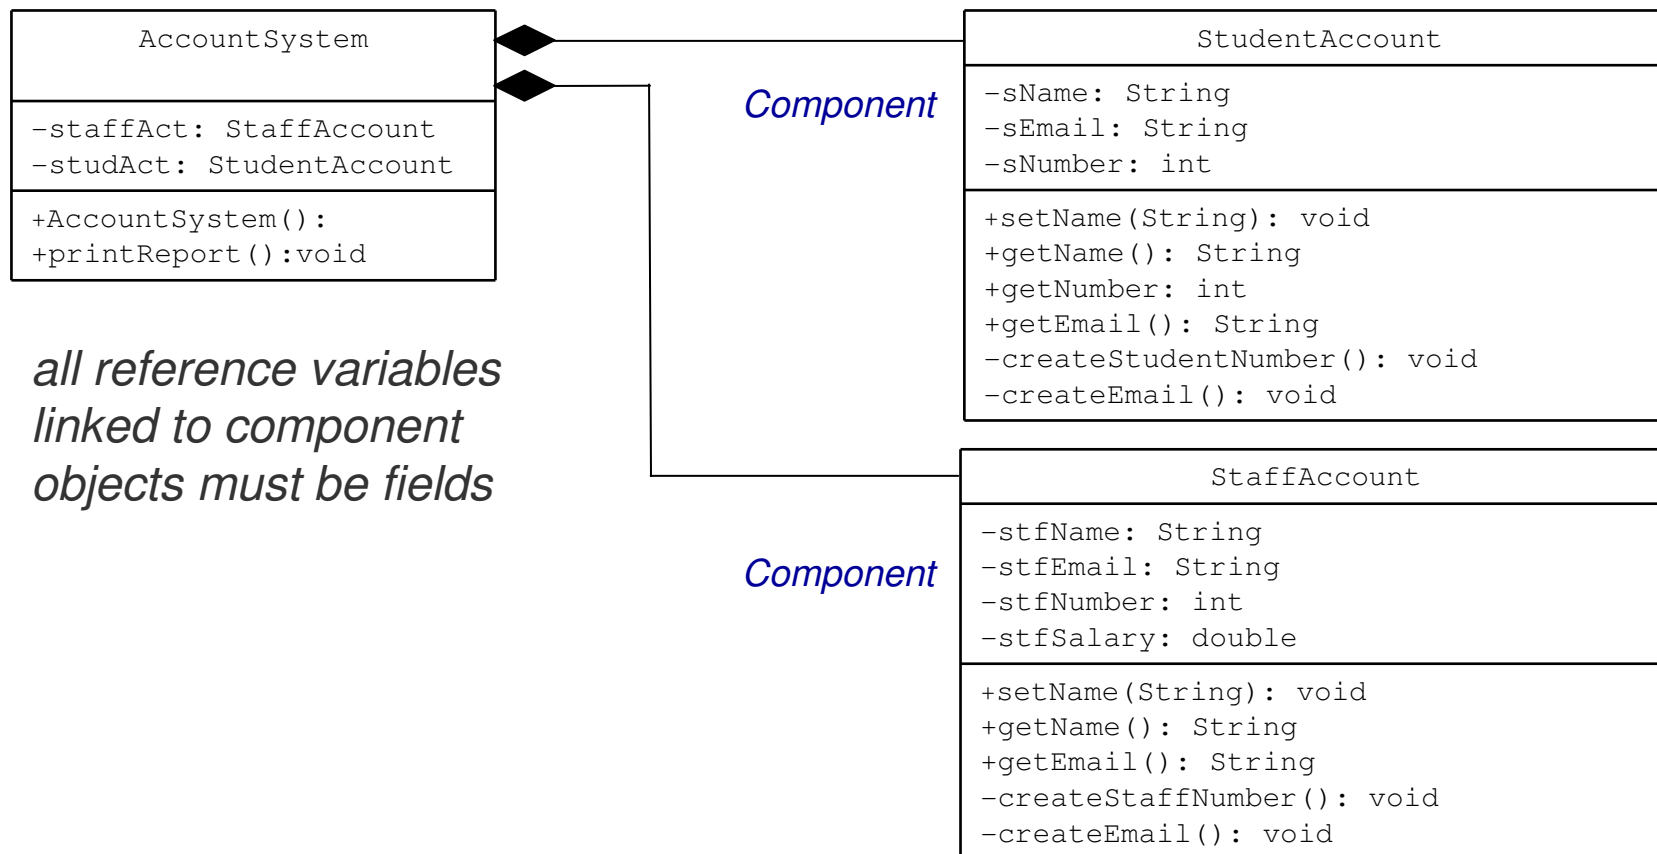 AccountSystem
-staffAct: StaffAccount
-studAct: StudentAccount
+AccountSystem():
+printReport():void
all reference variables
linked to component
objects must be fields
Component
StudentAccount
-sName: String
-sEmail: String
-sNumber: int
+setName(String): void
+getName(): String
+getNumber: int
+getEmail(): String
-createStudentNumber(): void
-createEmail(): void
Component
StaffAccount
-stfName: String
-stfEmail: String
-stfNumber: int
-stfSalary: double
+setName(String): void
+getName(): String
+getEmail(): String
-createStaffNumber(): void
-createEmail(): void